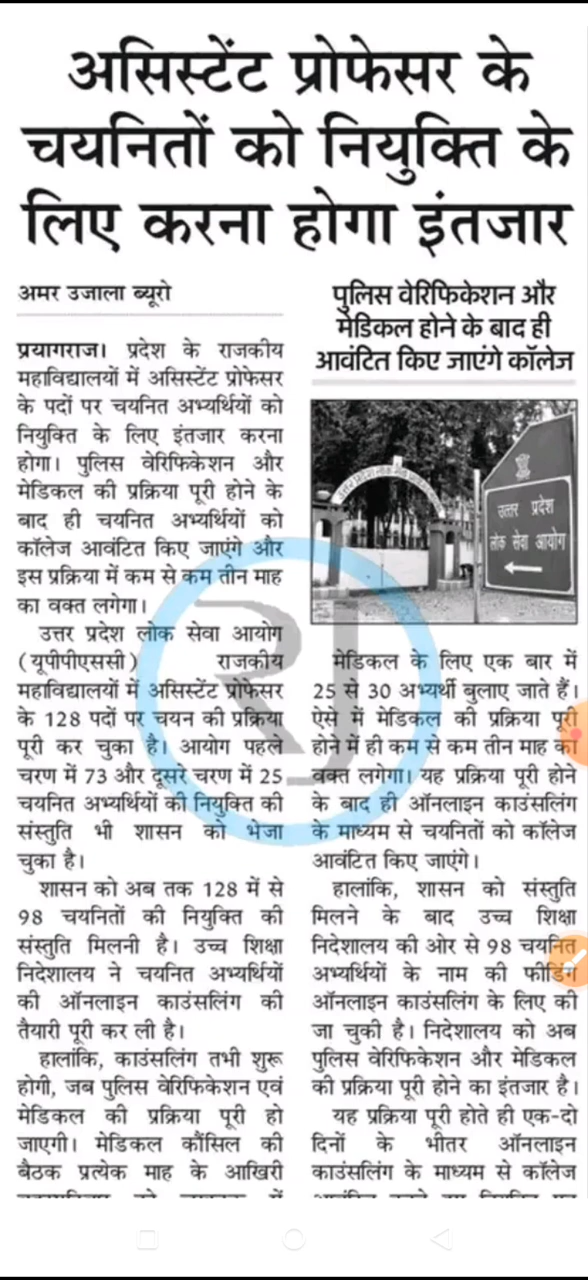 असिस्टेंट प्रोफेसर के
चयनितों को नियुक्ति के
लिए करना होगा इंतजार
अमर उजाला ब्यूरो
प्रयागराज। प्रदेश के राजकीय
महाविद्यालयों में असिस्टेंट प्रोफेसर
के पदों पर चयनित अभ्यर्थियों को
नियुक्ति के लिए इंतजार करना
होगा। पुलिस वेरिफिकेशन और
मेडिकल की प्रक्रिया पूरी होने के
बाद ही चयनित अभ्यर्थियों को
कॉलेज आवंटित किए जाएंगे और
इस प्रक्रिया में कम से कम तीन माह
का वक्त लगेगा।
उत्तर प्रदेश लोक सेवा आयोग
(यूपीपीएससी) राजकीय
महाविद्यालयों में असिस्टेंट प्रोफेसर
के 128 पदों पर चयन की प्रक्रिया
पूरी कर चुका है। आयोग पहले
चरण में 73 और दूसरे चरण में 25
चयनित अभ्यर्थियों की नियुक्ति की
संस्तुति भी शासन को भेजा
चुका है।
शासन को अब तक 128 में से
98 चयनितों की नियुक्ति की
संस्तुति मिलनी है। उच्च शिक्षा
निदेशालय ने चयनित अभ्यर्थियों
की ऑनलाइन काउंसलिंग की
तैयारी पूरी कर ली है।
हालांकि, काउंसलिंग तभी शुरू
होगी, जब पुलिस वेरिफिकेशन एवं
मेडिकल की प्रक्रिया पूरी हो
जाएगी। मेडिकल कौंसिल की
बैठक प्रत्येक माह के आखिरी
पुलिस वेरिफिकेशन और
मेडिकल होने के बाद ही
आवंटित किए जाएंगे कॉलेज
उत्तर प्रदेश
लोक सेवा आयोग
मेडिकल के लिए एक बार में
25 से 30 अभ्यर्थी बुलाए जाते हैं।
ऐसे में मेडिकल की प्रक्रिया पूरी
होने में ही कम से कम तीन माह का
वक्त लगेगा। यह प्रक्रिया पूरी होने
के बाद ही ऑनलाइन काउंसलिंग
के माध्यम से चयनितों को कॉलेज
आवंटित किए जाएंगे।
हालांकि, शासन को संस्तुति
मिलने के बाद उच्च शिक्षा
निदेशालय की ओर से 98 चयनित
अभ्यर्थियों के नाम की फीडिंग
ऑनलाइन काउंसलिंग के लिए की
जा चुकी है। निदेशालय को अब
पुलिस वेरिफिकेशन और मेडिकल
की प्रक्रिया पूरी होने का इंतजार है।
यह प्रक्रिया पूरी होते ही एक-दो
दिनों के भीतर ऑनलाइन
काउंसलिंग के माध्यम से कॉलेज